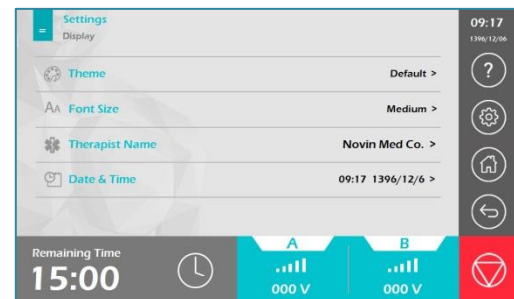 Settings
Display
Theme
Default >
AA Font Size
Medium >
Therapist Name
Novin Med Co. >
Date & Time
09:17 1396/12/6 >
09:17
1396/12/06
?
Remaining Time
15:00
A
000 V
B
000 V